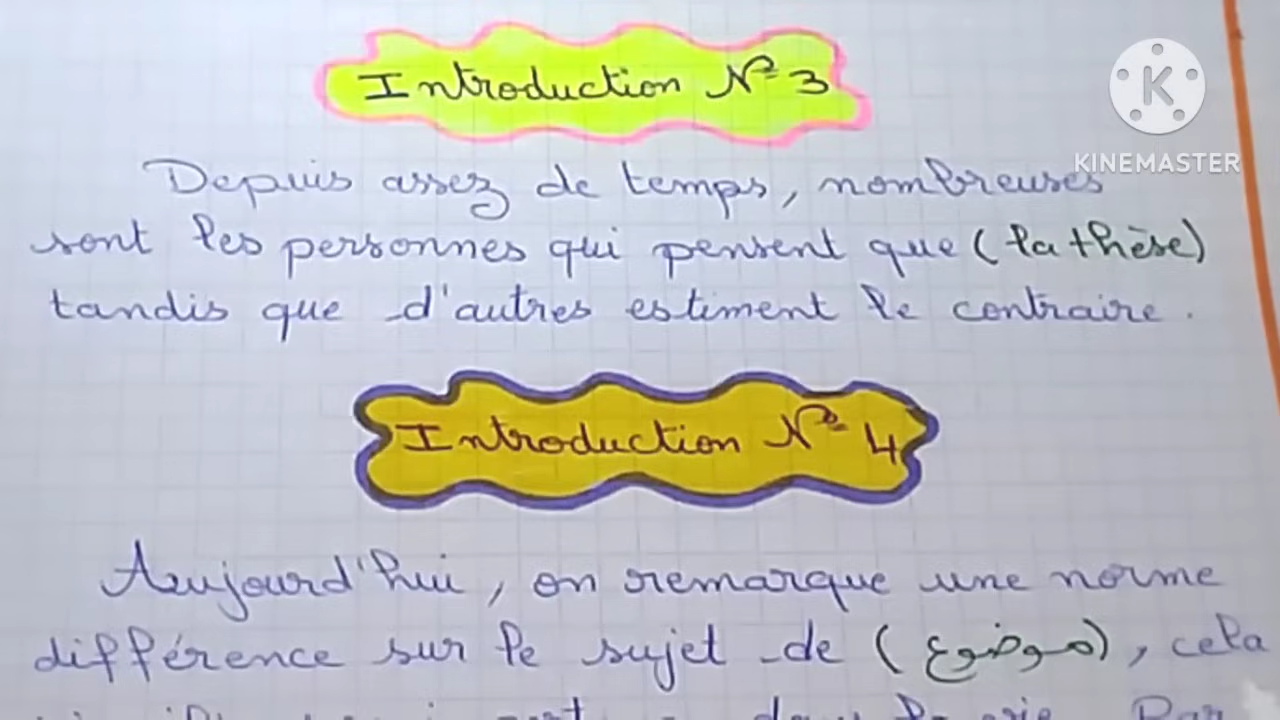 Introduction N° 3
KINEMASTER
Depuis assez de temps, nombreuses
sont les personnes qui pensent que (la thèse)
tandis que d'autres estiment le contraire.
Introduction N° 4
Aujourd'hui, on remarque une norme
différence sur le sujet de (موضوع), cela